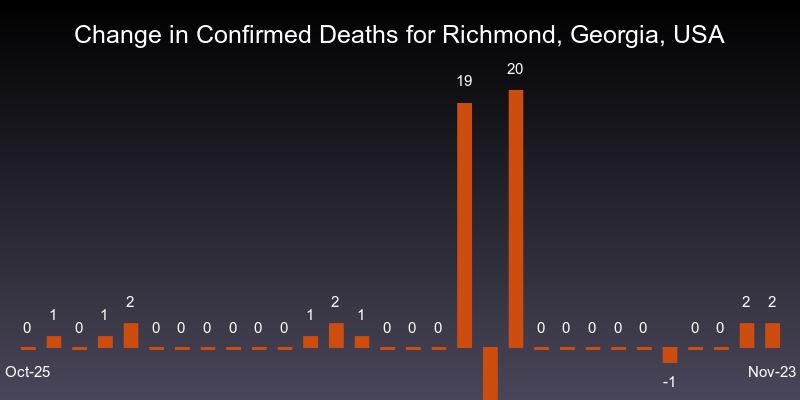 Change in Confirmed Deaths for Richmond, Georgia, USA
0 1 0 1 2 0 0 0 0 0 0 1 2 1 0 0 0 19 20 0 0 0 0 0 -1 0 0 2 2
Oct-25 Nov-23